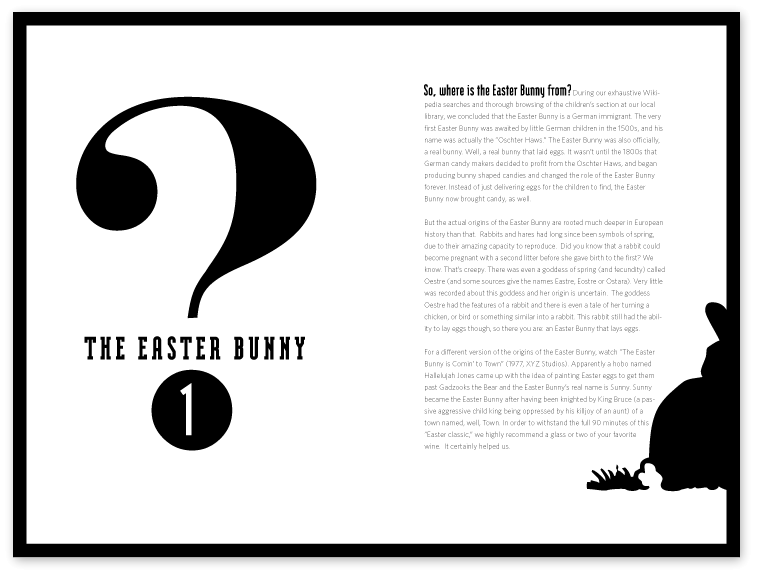 ?
THE EASTER BUNNY
1
So, where is the Easter Bunny from? During our exhaustive Wiki-
pedia searches and thorough browsing of the children's section at our local
library, we concluded that the Easter Bunny is a German immigrant. The very
first Easter Bunny was awaited by little German children in the 1500s, and his
name was actually the "Oschter Haws." The Easter Bunny was also officially,
a real bunny. Well, a real bunny that laid eggs. It wasn't until the 1800s that
German candy makers decided to profit from the Oschter Haws, and began
producing bunny shaped candies and changed the role of the Easter Bunny
forever. Instead of just delivering eggs for the children to find, the Easter
Bunny now brought candy, as well.
But the actual origins of the Easter Bunny are rooted much deeper in European
history than that. Rabbits and hares had long since been symbols of spring,
due to their amazing capacity to reproduce. Did you know that a rabbit could
become pregnant with a second litter before she gave birth to the first? We
know. That's creepy. There was even a goddess of spring (and fecundity) called
Oestre (and some sources give the names Eastre, Eostre or Ostara). Very little
was recorded about this goddess and her origin is uncertain. The goddess
Oestre had the features of a rabbit and there is even a tale of her turning a
chicken, or bird or something similar into a rabbit. This rabbit still had the abil-
ity to lay eggs though, so there you are: an Easter Bunny that lays eggs.
For a different version of the origins of the Easter Bunny, watch "The Easter
Bunny is Comin' to Town" (1977, XYZ Studios). Apparently a hobo named
Hallelujah Jones came up with the idea of painting Easter eggs to get them
past Gadzooks the Bear and the Easter Bunny's real name is Sunny. Sunny
became the Easter Bunny after having been knighted by King Bruce (a pas-
sive aggressive child king being oppressed by his killjoy of an aunt) of a
town named, well, Town. In order to withstand the full 90 minutes of this
"Easter classic," we highly recommend a glass or two of your favorite
wine. It certainly helped us.